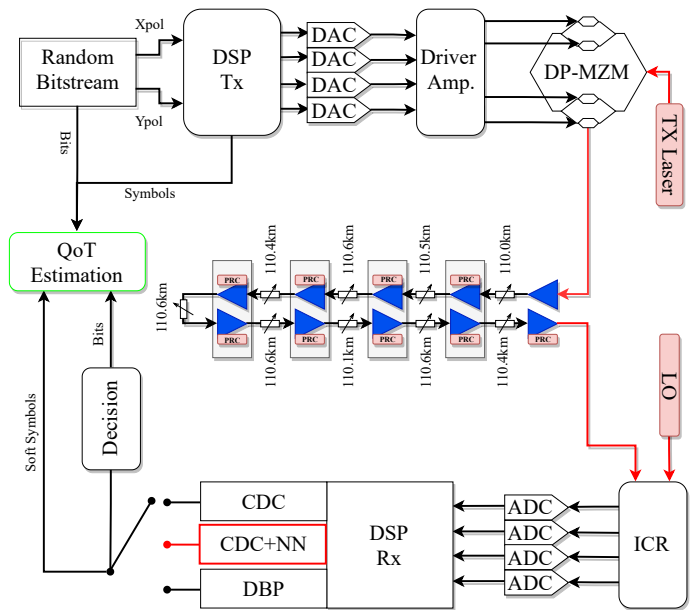 Xpol
Random
Bitstream
Ypol
DSP
Tx
DAC
DAC
DAC
DAC
Driver
Amp.
DP-MZM
TX Laser
Bits
Symbols
QoT
Estimation
110.4km
110.6km
110.5km
110.0km
PRC
PRC
PRC
PRC
110.6km
PRC
PRC
PRC
PRC
PRC
110.6km
110.1km
110.6km
110.4km
LO
Bits
Soft Symbols
Decision
CDC
CDC+NN
DBP
DSP
Rx
ADC
ADC
ADC
ADC
ICR